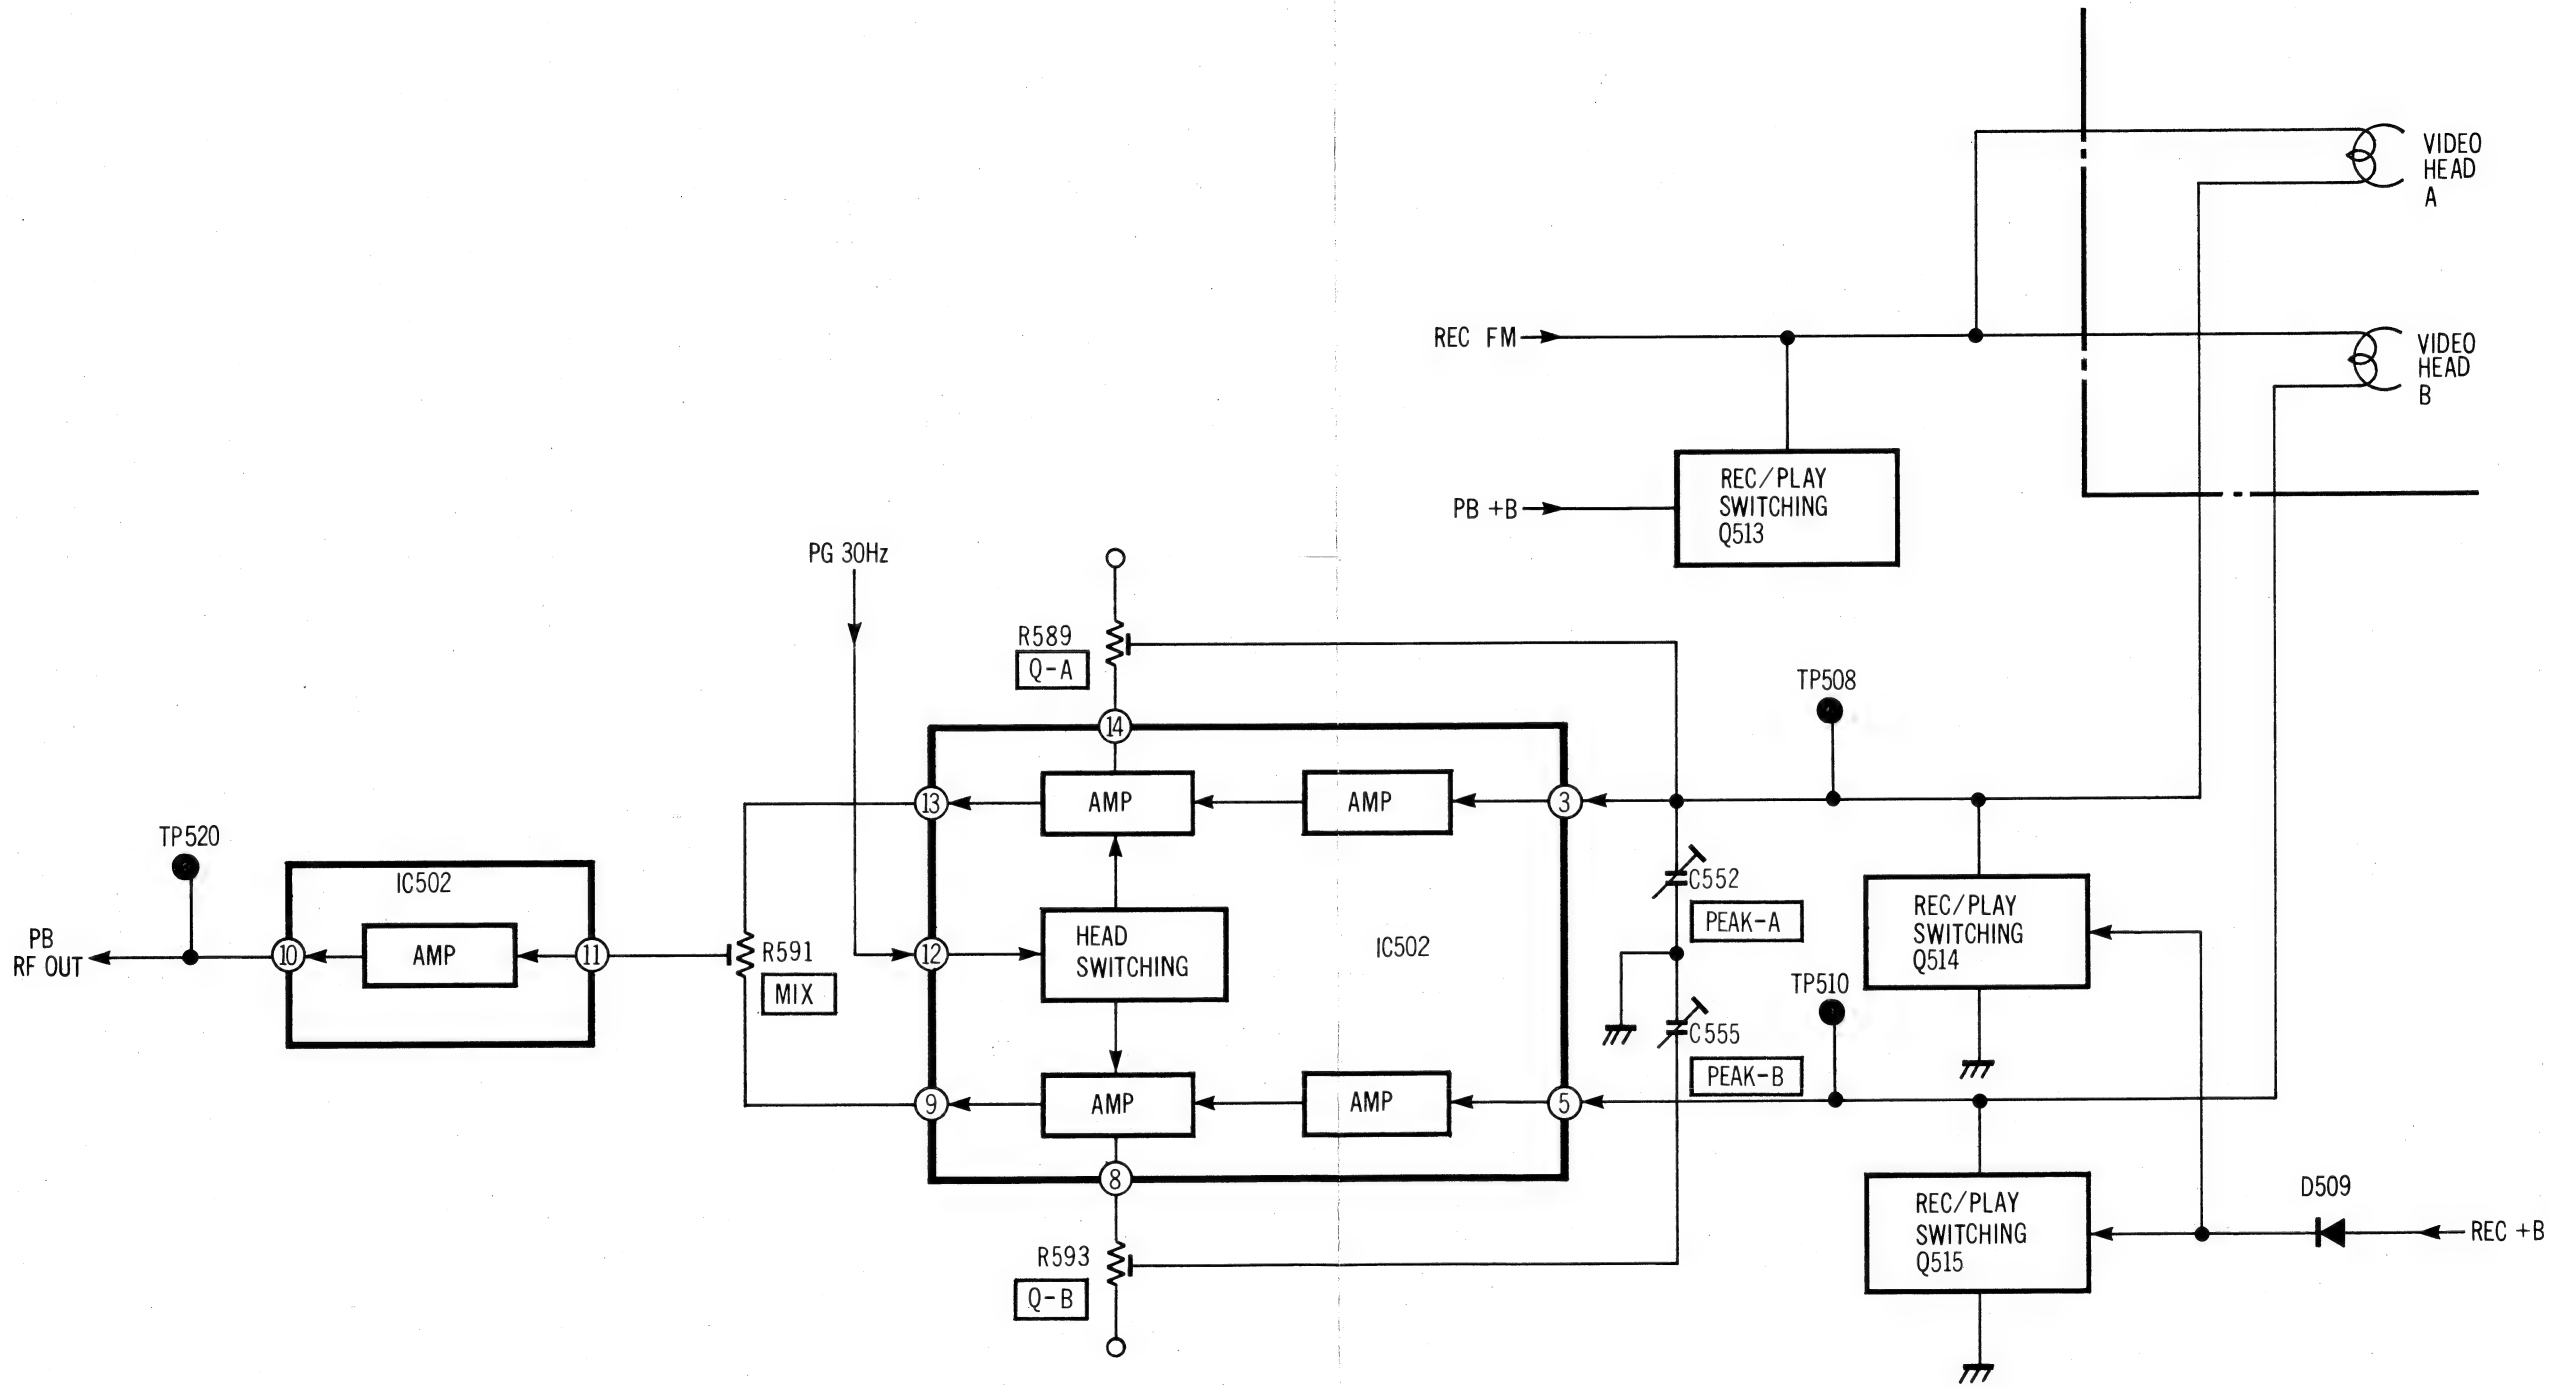 VIDEO
HEAD
A
REC FM
VIDEO
HEAD
B
REC/PLAY
SWITCHING
Q513
PB +B
PG 30Hz
R589
Q-A
TP508
14
13
AMP
AMP
3
TP520
IC502
C552
PEAK-A
REC/PLAY
SWITCHING
Q514
PB
RF OUT
10
AMP
11
R591
MIX
12
HEAD
SWITCHING
IC502
TP510
C555
PEAK-B
9
AMP
AMP
5
8
R593
Q-B
REC/PLAY
SWITCHING
Q515
D509
REC +B